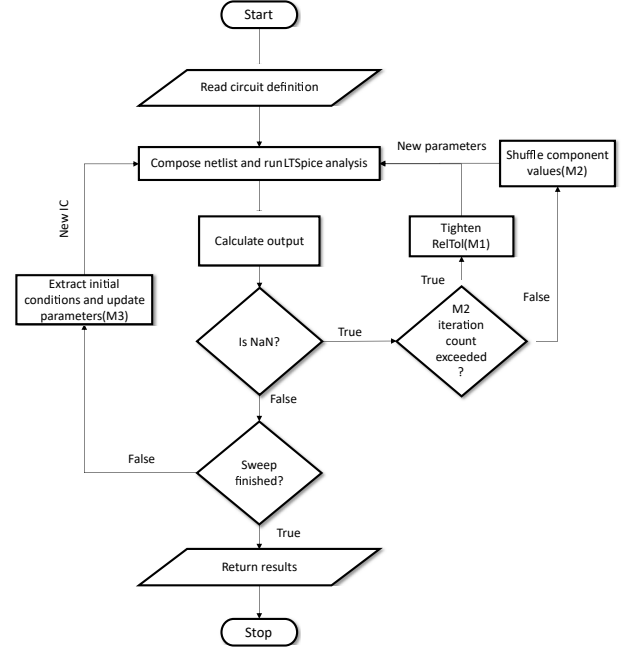 Start
Read circuit definition
New parameters
Compose netlist and run LTSpice analysis
Shuffle component
values(M2)
New IC
Calculate output
Tighten
RelTol(M1)
Extract initial
conditions and update
parameters(M3)
True
False
Is NaN?
True
M2
iteration
count
exceeded
?
False
False
Sweep
finished?
True
Return results
Stop